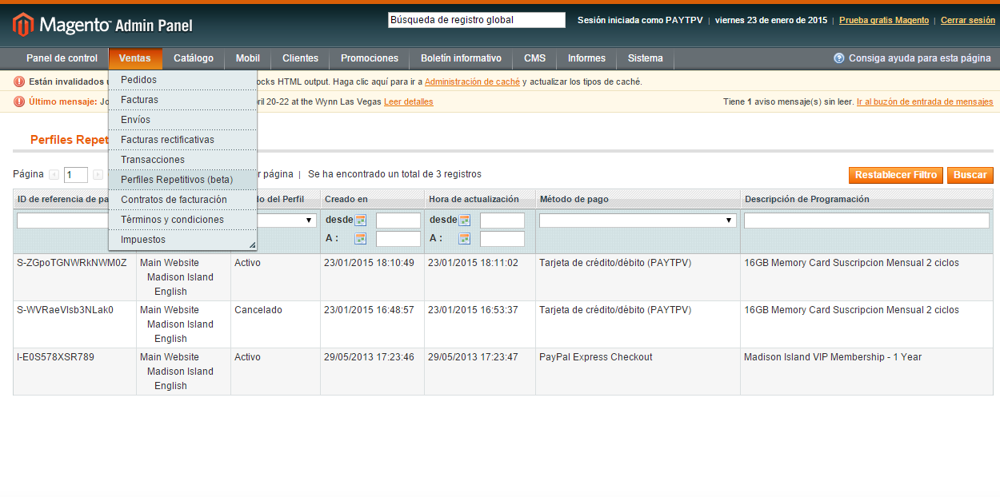 Magento™ Admin Panel
Búsqueda de registro global
Sesión iniciada como PAYTPV | viernes 23 de enero de 2015 | Prueba gratis Magento | Cerrar sesión
Panel de control Ventas Catálogo Mobil Clientes Promociones Boletín informativo CMS Informes Sistema Consiga ayuda para esta página
Están invalidados ocks HTML output. Haga clic aquí para ir a Administración de caché y actualizar los tipos de caché.
Último mensaje: ril 20-22 at the Wynn Las Vegas Leer detalles Tiene 1 aviso mensaje(s) sin leer. Ir al buzón de entrada de mensajes
Pedidos
Facturas
Envíos
Facturas rectificativas
Transacciones
Perfiles Repetitivos (beta)
Contratos de facturación
Términos y condiciones
Impuestos
Perfiles Repet
Página 1 r página | Se ha encontrado un total de 3 registros Restablecer Filtro Buscar
ID de referencia de pa do del Perfil Creado en Hora de actualización Método de pago Descripción de Programación
desde desde
A : A :
S-ZGpoTGNWRkNWM0Z Main Website Activo 23/01/2015 18:10:49 23/01/2015 18:11:02 Tarjeta de crédito/débito (PAYTPV) 16GB Memory Card Suscripcion Mensual 2 ciclos
Madison Island
English
S-WVRaeVlsb3NLak0 Main Website Cancelado 23/01/2015 16:48:57 23/01/2015 16:53:37 Tarjeta de crédito/débito (PAYTPV) 16GB Memory Card Suscripcion Mensual 2 ciclos
Madison Island
English
I-E0S578XSR789 Main Website Activo 29/05/2013 17:23:46 29/05/2013 17:23:47 PayPal Express Checkout Madison Island VIP Membership - 1 Year
Madison Island
English